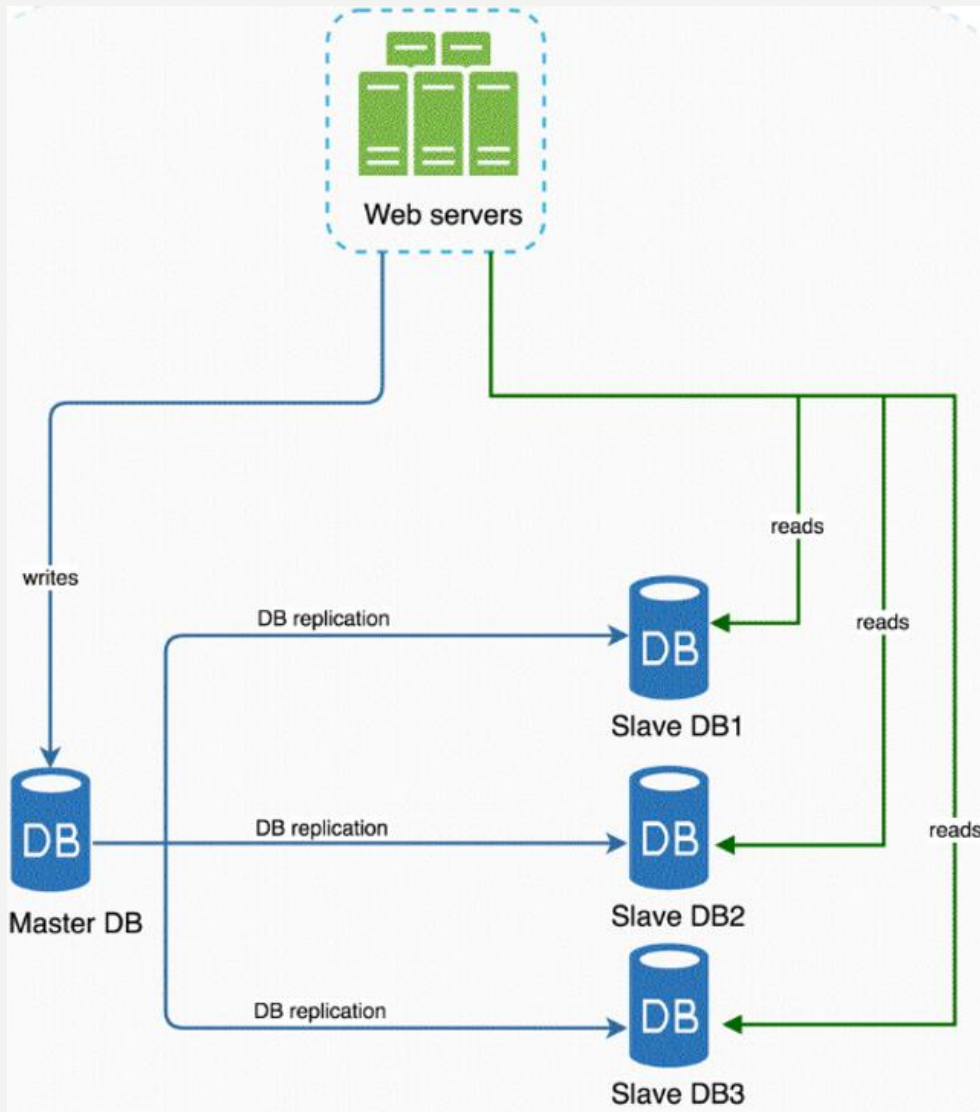 Web servers
reads
writes
DB replication
reads
DB
Slave DB1
DB replication
reads
DB
DB
Master DB
Slave DB2
DB replication
DB
Slave DB3